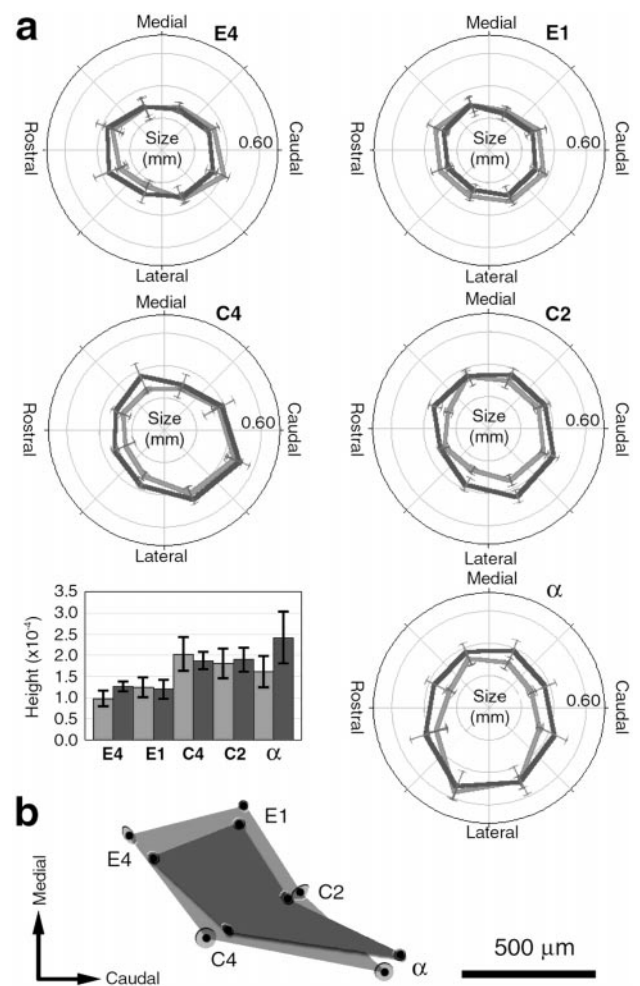 a
Medial
E4
Rostral
Size
(mm)
0.60
Caudal
Lateral
Medial
E1
Rostral
Size
(mm)
0.60
Caudal
Lateral
Medial
C4
Rostral
Size
(mm)
0.60
Caudal
Lateral
Medial
C2
Rostral
Size
(mm)
0.60
Caudal
Lateral
Height (x10⁻⁴)
3.5
3.0
2.5
2.0
1.5
1.0
0.5
0.0
E4 E1 C4 C2 α
Medial
α
Rostral
Size
(mm)
0.60
Caudal
Lateral
b
E1
E4
C2
C4
α
Medial
Caudal
500 µm